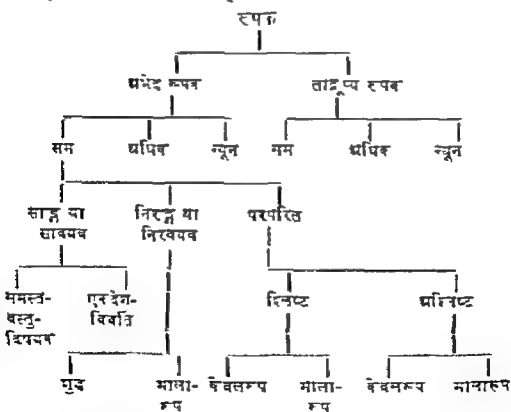 रूपक
अभेद रूपक ताद्रूप्य रूपक
सम अधिक न्यून सम अधिक न्यून
साङ्ग या निरङ्ग या परंपरित
सावयव निरवयव
समस्त- एकदेश- श्लिष्ट अश्लिष्ट
वस्तु- विवर्ति
विषयक
शुद्ध माला- केवलरूप माला- केवलरूप मालारूप
रूप रूप